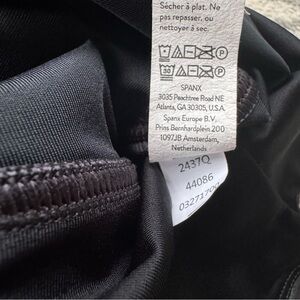 Sécher à plat. Ne
pas repasser, ou
nettoyer à sec.
30
SPANX
3035 Peachtree Road NE
Atlanta, GA 30305, U.S.A.
Spanx Europe B.V.
Prins Bernhardplein 200
1097JB Amsterdam,
Netherlands
2437Q
44086